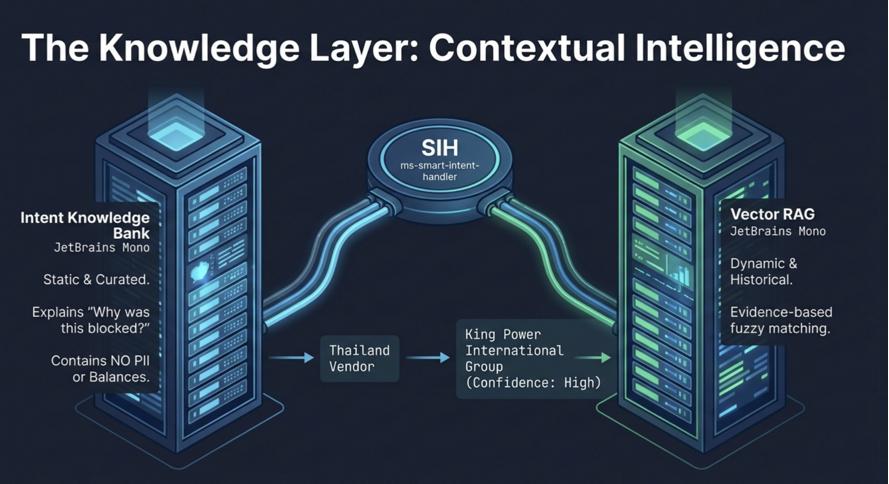 The Knowledge Layer: Contextual Intelligence
SIH
ms-smart-intent-
handler
Intent Knowledge
Bank
JetBrains Mono
Static & Curated.
Explains "Why was
this blocked?"
Contains NO PII
or Balances.
Thailand
Vendor
King Power
International
Group
(Confidence: High)
Vector RAG
JetBrains Mono
Dynamic &
Historical.
Evidence-based
fuzzy matching.